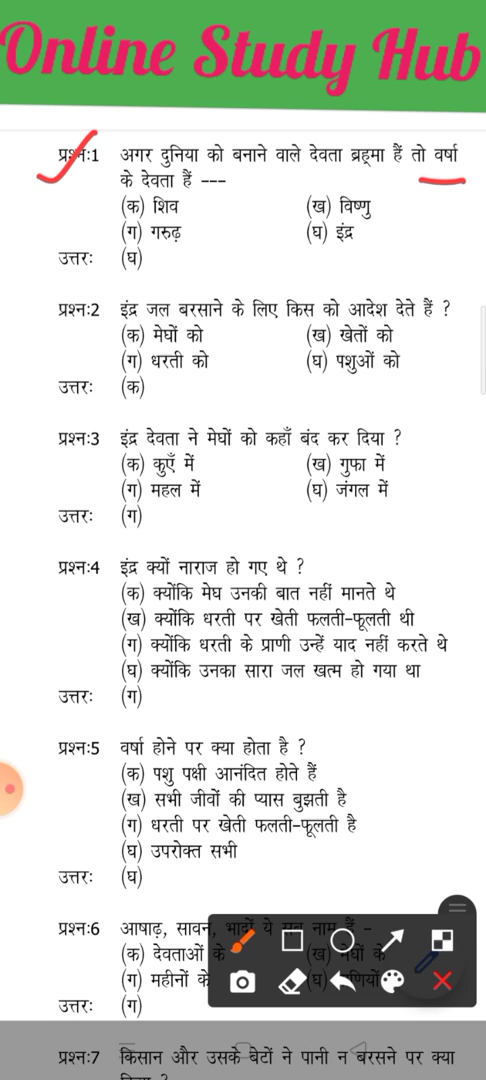 Online Study Hub
प्रश्न:1 अगर दुनिया को बनाने वाले देवता ब्रह्मा हैं तो वर्षा
के देवता हैं ---
(क) शिव (ख) विष्णु
(ग) गरुढ़ (घ) इंद्र
उत्तर: (घ)
प्रश्न:2 इंद्र जल बरसाने के लिए किस को आदेश देते हैं ?
(क) मेघों को (ख) खेतों को
(ग) धरती को (घ) पशुओं को
उत्तर: (क)
प्रश्न:3 इंद्र देवता ने मेघों को कहाँ बंद कर दिया ?
(क) कुएँ में (ख) गुफा में
(ग) महल में (घ) जंगल में
उत्तर: (ग)
प्रश्न:4 इंद्र क्यों नाराज हो गए थे ?
(क) क्योंकि मेघ उनकी बात नहीं मानते थे
(ख) क्योंकि धरती पर खेती फलती-फूलती थी
(ग) क्योंकि धरती के प्राणी उन्हें याद नहीं करते थे
(घ) क्योंकि उनका सारा जल खत्म हो गया था
उत्तर: (ग)
प्रश्न:5 वर्षा होने पर क्या होता है ?
(क) पशु पक्षी आनंदित होते हैं
(ख) सभी जीवों की प्यास बुझती है
(ग) धरती पर खेती फलती-फूलती है
(घ) उपरोक्त सभी
उत्तर: (घ)
प्रश्न:6 आषाढ़, सावन, भादों ये सब नाम हैं -
(क) देवताओं के (ख) मेघों के
(ग) महीनों के (घ)
उत्तर: (ग)
प्रश्न:7 किसान और उसके बेटों ने पानी न बरसने पर क्या